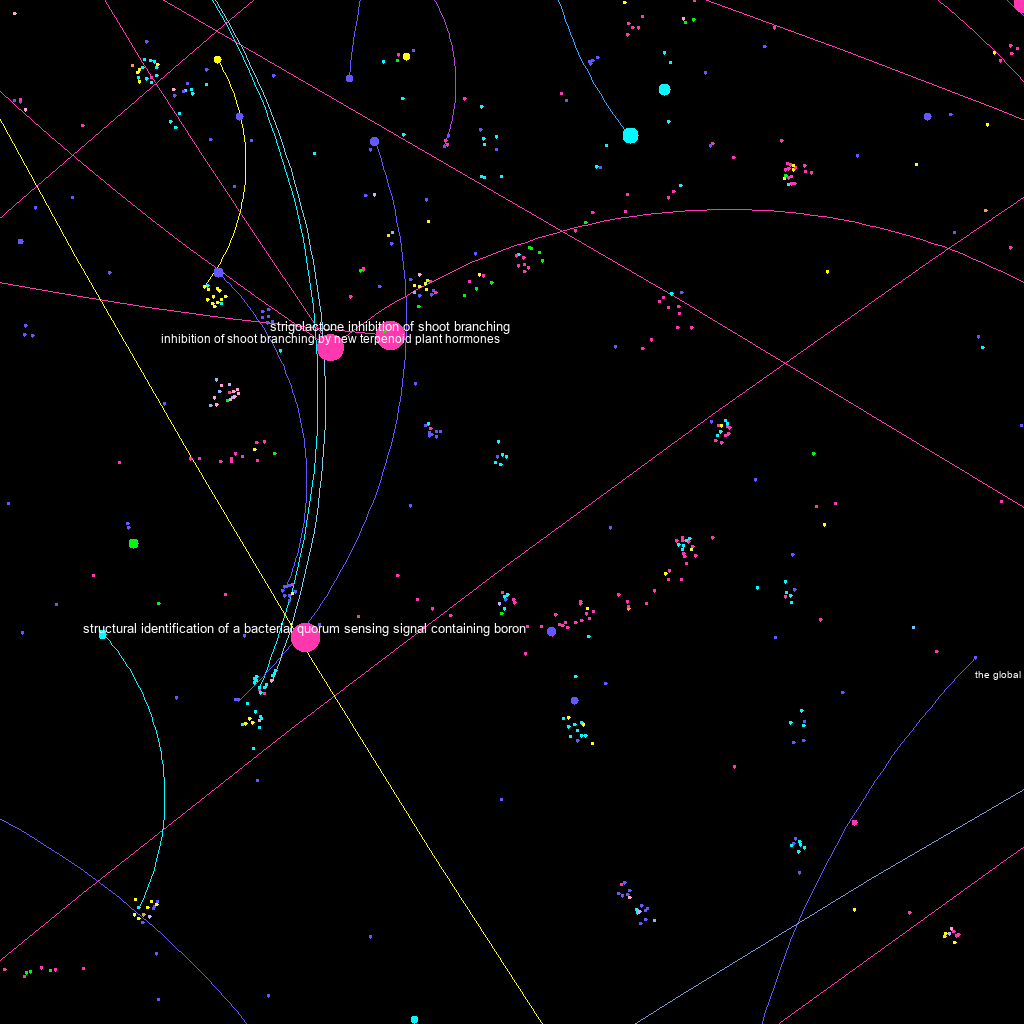 strigolactone inhibition of shoot branching
inhibition of shoot branching by new terpenoid plant hormones
structural identification of a bacterial quorum sensing signal containing boron
the global